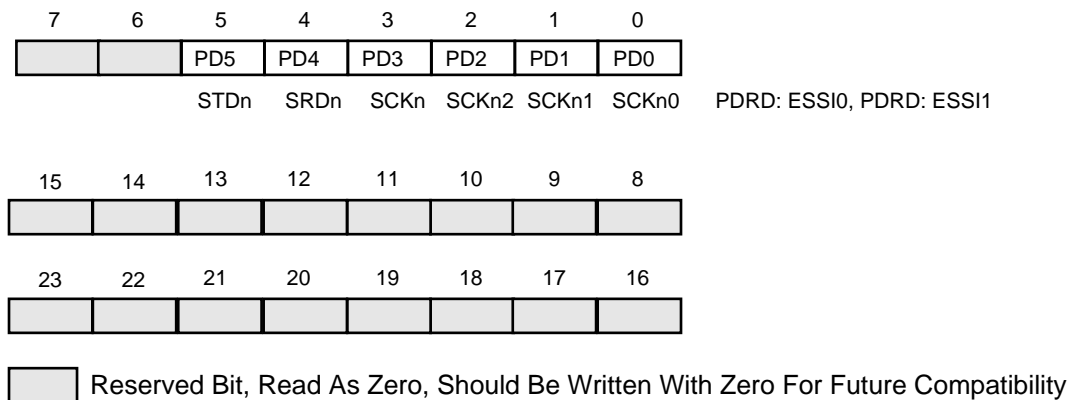 7 6 5 4 3 2 1 0
PD5 PD4 PD3 PD2 PD1 PD0
STDn SRDn SCKn SCKn2 SCKn1 SCKn0 PDRD: ESSI0, PDRD: ESSI1
15 14 13 12 11 10 9 8
23 22 21 20 19 18 17 16
Reserved Bit, Read As Zero, Should Be Written With Zero For Future Compatibility